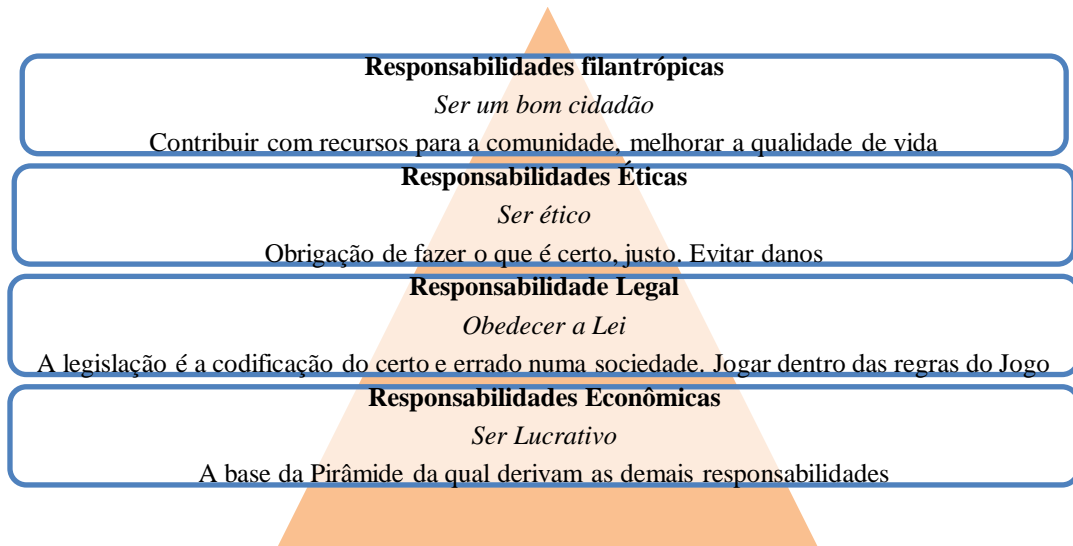 Responsabilidades filantrópicas
Ser um bom cidadão
Contribuir com recursos para a comunidade, melhorar a qualidade de vida
Responsabilidades Éticas
Ser ético
Obrigação de fazer o que é certo, justo. Evitar danos
Responsabilidade Legal
Obedecer a Lei
A legislação é a codificação do certo e errado numa sociedade. Jogar dentro das regras do Jogo
Responsabilidades Econômicas
Ser Lucrativo
A base da Pirâmide da qual derivam as demais responsabilidades